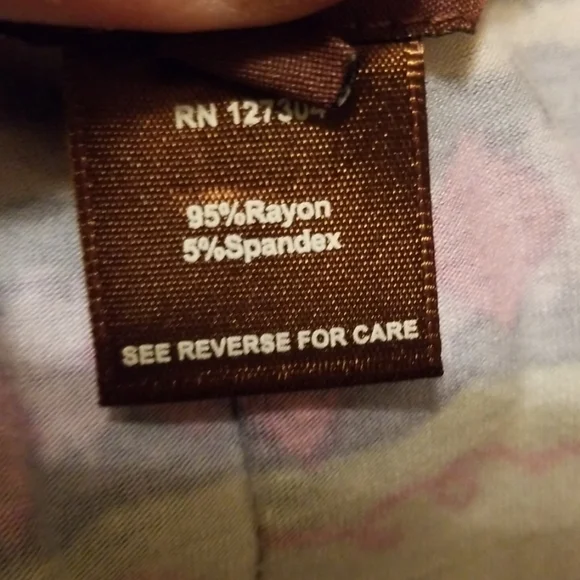 RN 127304
95%Rayon
5%Spandex
SEE REVERSE FOR CARE